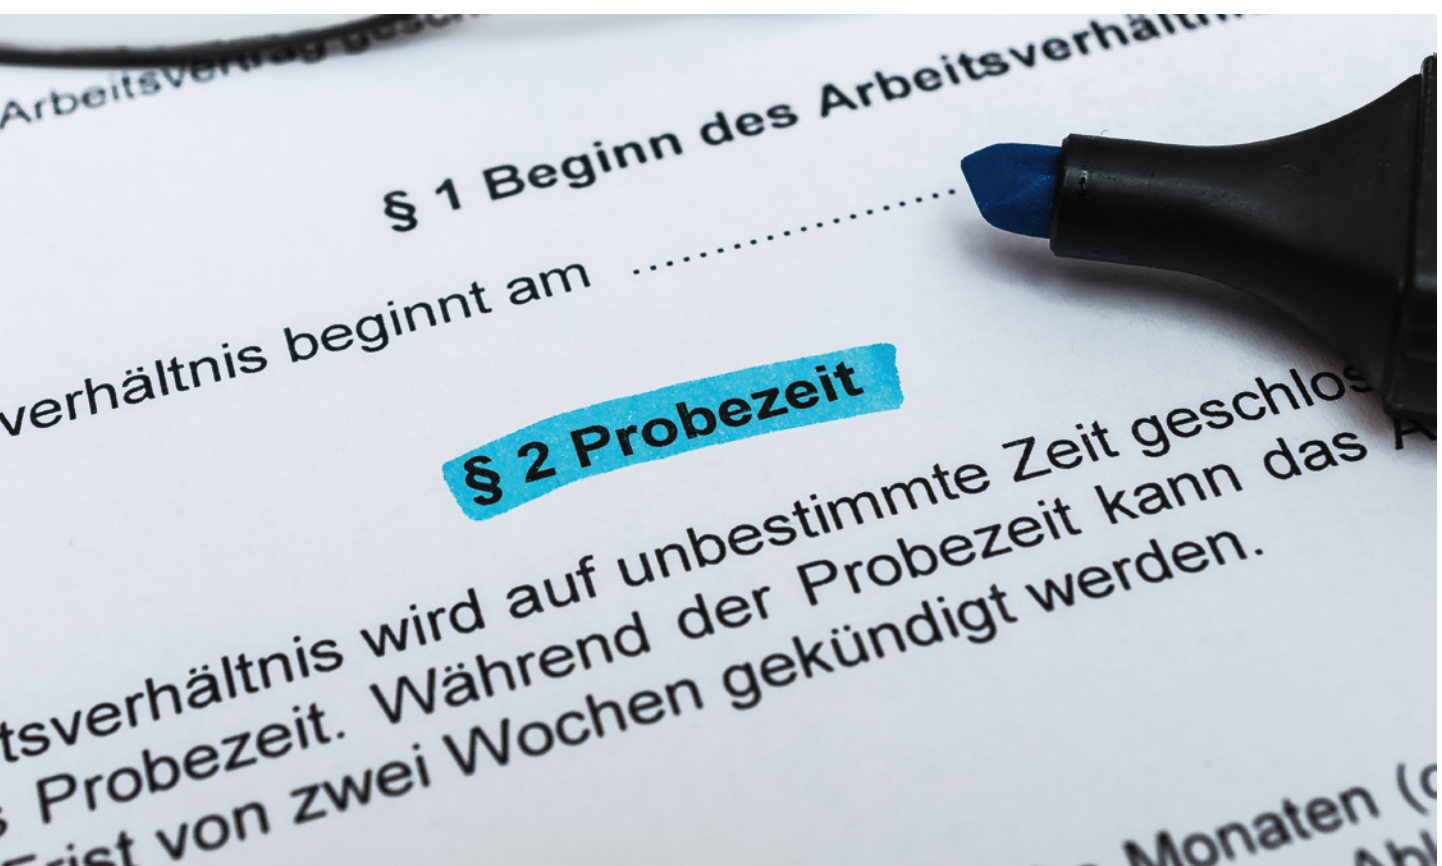 Arbeitsvertrag
§ 1 Beginn des Arbeitsverhältnis
verhältnis beginnt am ........................
§ 2 Probezeit
tsverhältnis wird auf unbestimmte Zeit geschlos
s Probezeit. Während der Probezeit kann das A
Frist von zwei Wochen gekündigt werden.
Monaten (
Abl